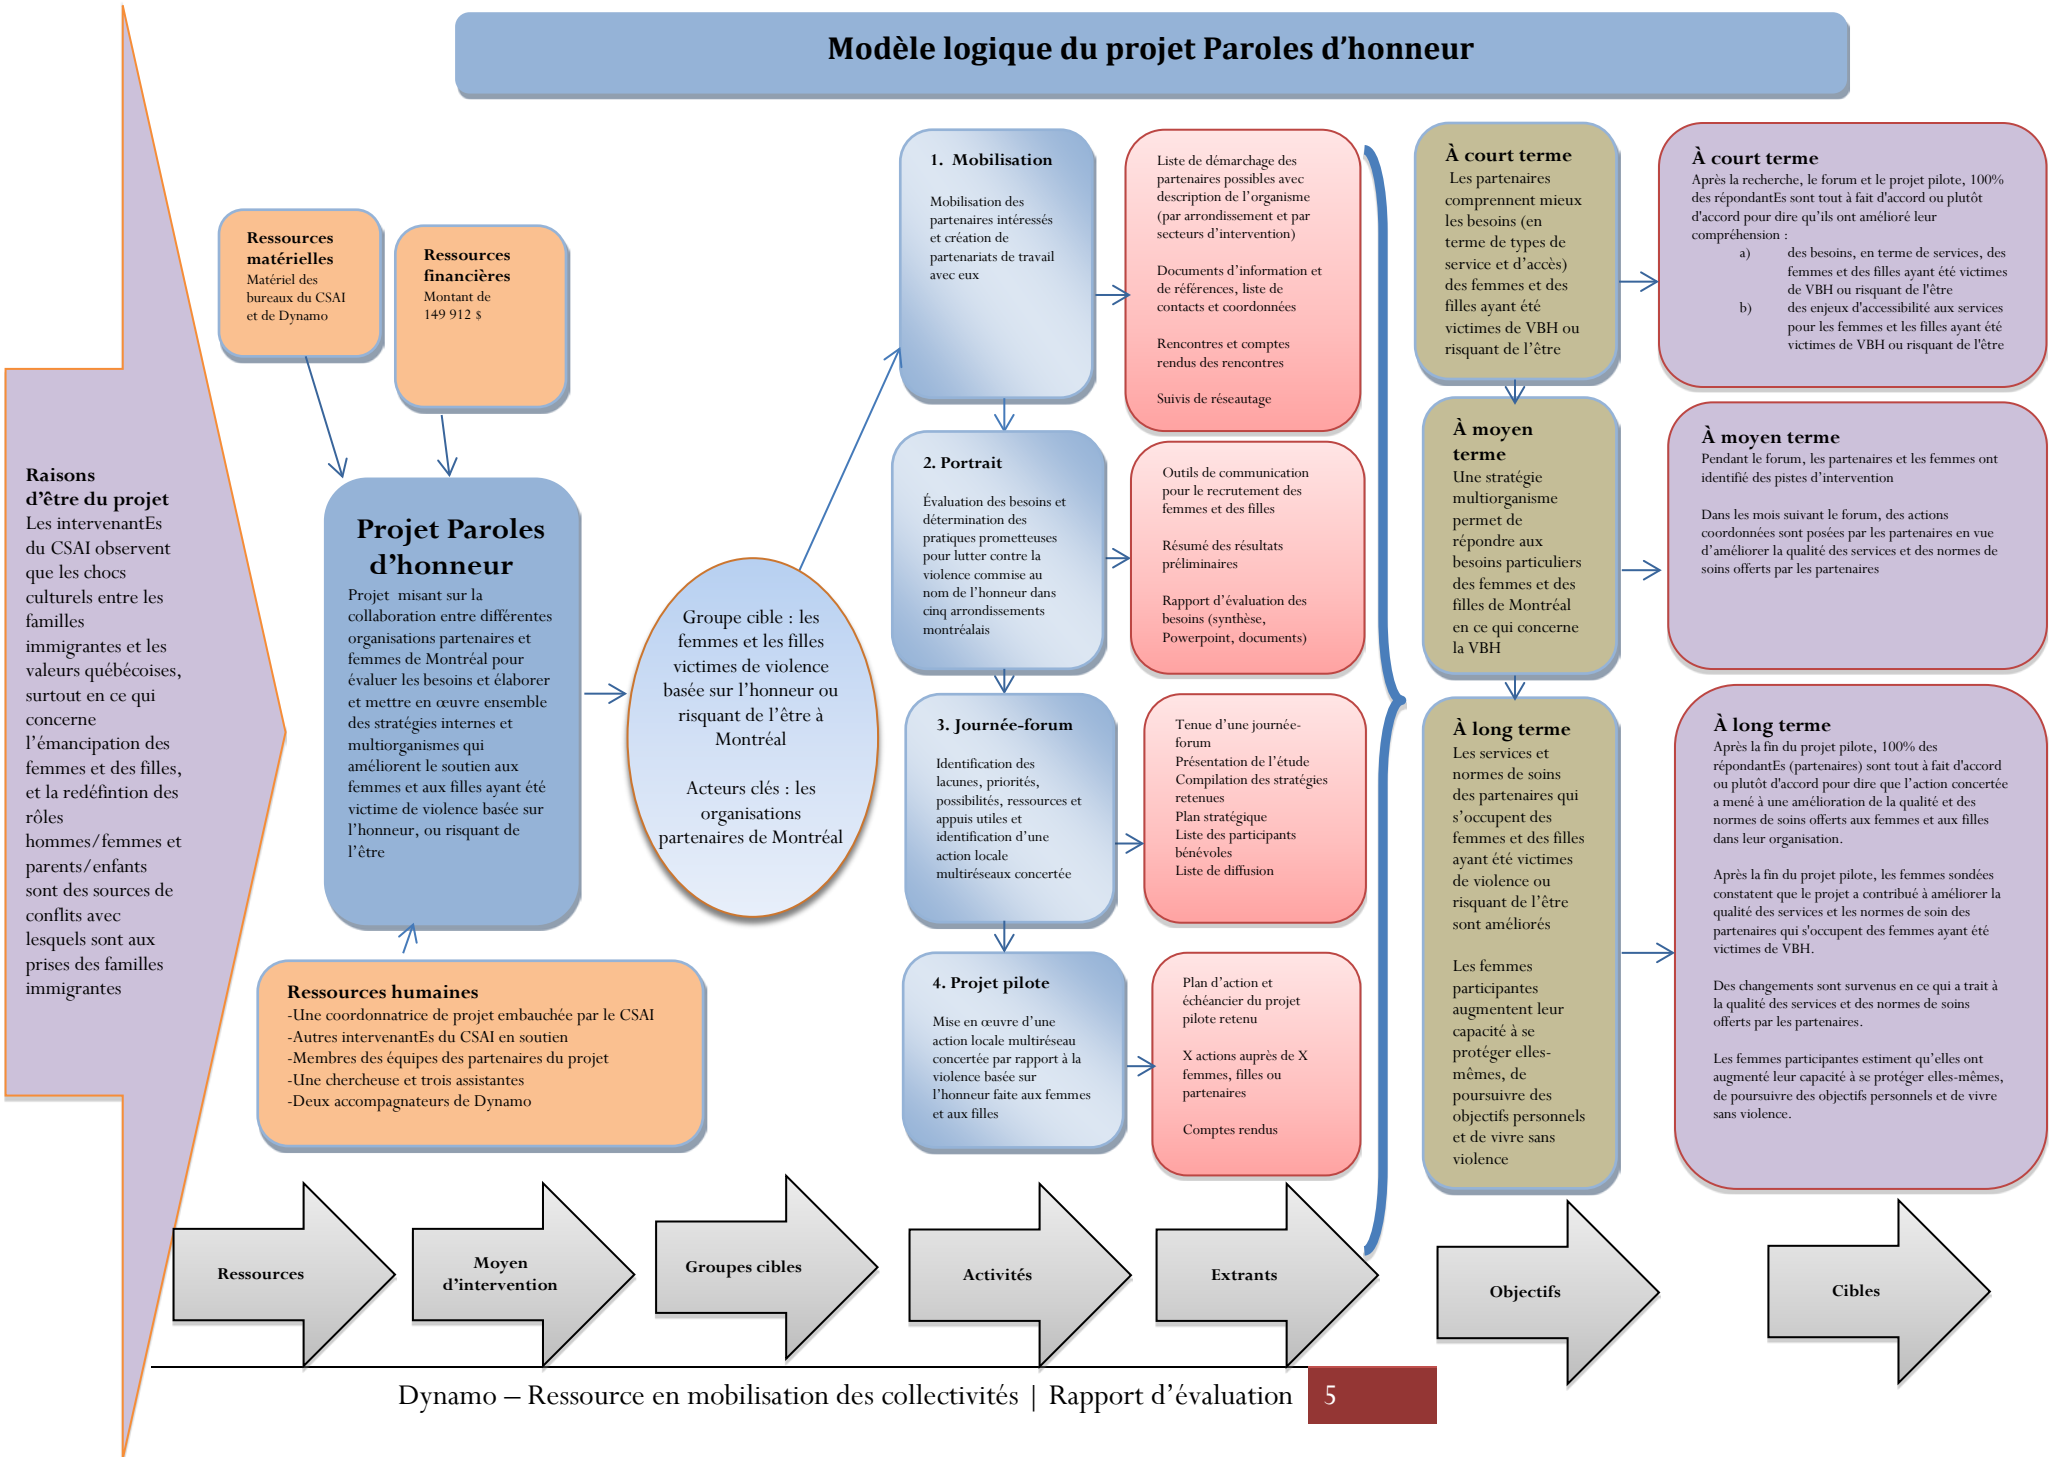 Modèle logique du projet Paroles d’honneur
Raisons
d’être du projet
Les intervenantEs
du CSAI observent
que les chocs
culturels entre les
familles
immigrantes et les
valeurs québécoises,
surtout en ce qui
concerne
l’émancipation des
femmes et des filles,
et la redéfintion des
rôles
hommes/femmes et
parents/enfants
sont des sources de
conflits avec
lesquels sont aux
prises des familles
immigrantes
Ressources
matérielles
Matériel des
bureaux du CSAI
et de Dynamo
Ressources
financières
Montant de
149 912 $
Projet Paroles
d’honneur
Projet  misant sur la
collaboration entre différentes
organisations partenaires et
femmes de Montréal pour
évaluer les besoins et élaborer
et mettre en œuvre ensemble
des stratégies internes et
multiorganismes qui
améliorent le soutien aux
femmes et aux filles ayant été
victime de violence basée sur
l’honneur, ou risquant de
l’être
Ressources humaines
-Une coordonnatrice de projet embauchée par le CSAI
-Autres intervenantEs du CSAI en soutien
-Membres des équipes des partenaires du projet
-Une chercheuse et trois assistantes
-Deux accompagnateurs de Dynamo
Groupe cible : les
femmes et les filles
victimes de violence
basée sur l’honneur ou
risquant de l’être à
Montréal
Acteurs clés : les
organisations
partenaires de Montréal
1.  Mobilisation
Mobilisation des
partenaires intéressés
et création de
partenariats de travail
avec eux
2. Portrait
Évaluation des besoins et
détermination des
pratiques prometteuses
pour lutter contre la
violence commise au
nom de l’honneur dans
cinq arrondissements
montréalais
3. Journée-forum
Identification des
lacunes, priorités,
possibilités, ressources et
appuis utiles et
identification d’une
action locale
multiréseaux concertée
4. Projet pilote
Mise en œuvre d’une
action locale multiréseau
concertée par rapport à la
violence basée sur
l’honneur faite aux femmes
et aux filles
Liste de démarchage des
partenaires possibles avec
description de l’organisme
(par arrondissement et par
secteurs d’intervention)
Documents d’information et
de références, liste de
contacts et coordonnées
Rencontres et comptes
rendus des rencontres
Suivis de réseautage
Outils de communication
pour le recrutement des
femmes et des filles
Résumé des résultats
préliminaires
Rapport d’évaluation des
besoins (synthèse,
Powerpoint, documents)
Tenue d’une journée-
forum
Présentation de l’étude
Compilation des stratégies
retenues
Plan stratégique
Liste des participants
bénévoles
Liste de diffusion
Plan d’action et
échéancier du projet
pilote retenu
X actions auprès de X
femmes, filles ou
partenaires
Comptes rendus
À court terme
Les partenaires
comprennent mieux
les besoins (en
terme de types de
service et d’accès)
des femmes et des
filles ayant été
victimes de VBH ou
risquant de l’être
À moyen
terme
Une stratégie
multiorganisme
permet de
répondre aux
besoins particuliers
des femmes et des
filles de Montréal
en ce qui concerne
la VBH
À long terme
Les services et
normes de soins
des partenaires qui
s’occupent des
femmes et des filles
ayant été victimes
de violence ou
risquant de l’être
sont améliorés
Les femmes
participantes
augmentent leur
capacité à se
protéger elles-
mêmes, de
poursuivre des
objectifs personnels
et de vivre sans
violence
À court terme
Après la recherche, le forum et le projet pilote, 100%
des répondantEs sont tout à fait d'accord ou plutôt
d'accord pour dire qu’ils ont amélioré leur
compréhension :
a) des besoins, en terme de services, des
femmes et des filles ayant été victimes
de VBH ou risquant de l'être
b) des enjeux d'accessibilité aux services
pour les femmes et les filles ayant été
victimes de VBH ou risquant de l'être
À moyen terme
Pendant le forum, les partenaires et les femmes ont
identifié des pistes d’intervention
Dans les mois suivant le forum, des actions
coordonnées sont posées par les partenaires en vue
d’améliorer la qualité des services et des normes de
soins offerts par les partenaires
À long terme
Après la fin du projet pilote, 100% des
répondantEs (partenaires) sont tout à fait d'accord
ou plutôt d'accord pour dire que l’action concertée
a mené à une amélioration de la qualité et des
normes de soins offerts aux femmes et aux filles
dans leur organisation.
Après la fin du projet pilote, les femmes sondées
constatent que le projet a contribué à améliorer la
qualité des services et les normes de soin des
partenaires qui s'occupent des femmes ayant été
victimes de VBH.
Des changements sont survenus en ce qui a trait à
la qualité des services et des normes de soins
offerts par les partenaires.
Les femmes participantes estiment qu’elles ont
augmenté leur capacité à se protéger elles-mêmes,
de poursuivre des objectifs personnels et de vivre
sans violence.
Ressources
Moyen
d’intervention
Groupes cibles
Activités
Extrants
Objectifs
Cibles
Dynamo – Ressource en mobilisation des collectivités | Rapport d’évaluation 5